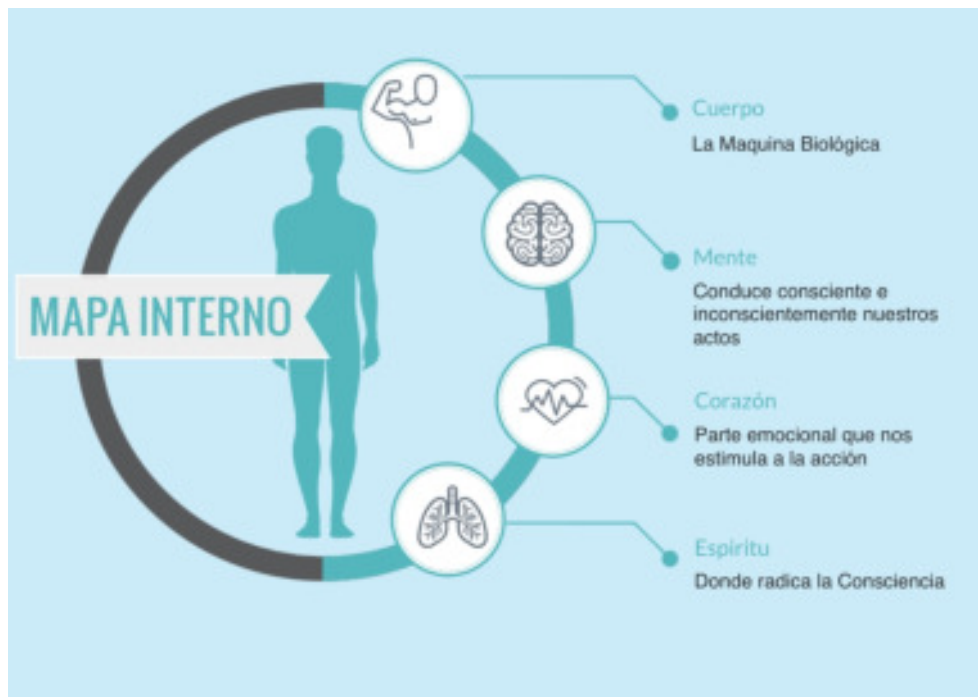 MAPA INTERNO
Cuerpo
La Maquina Biológica
Mente
Conduce consciente e
inconscientemente nuestros
actos
Corazón
Parte emocional que nos
estimula a la acción
Espíritu
Donde radica la Consciencia